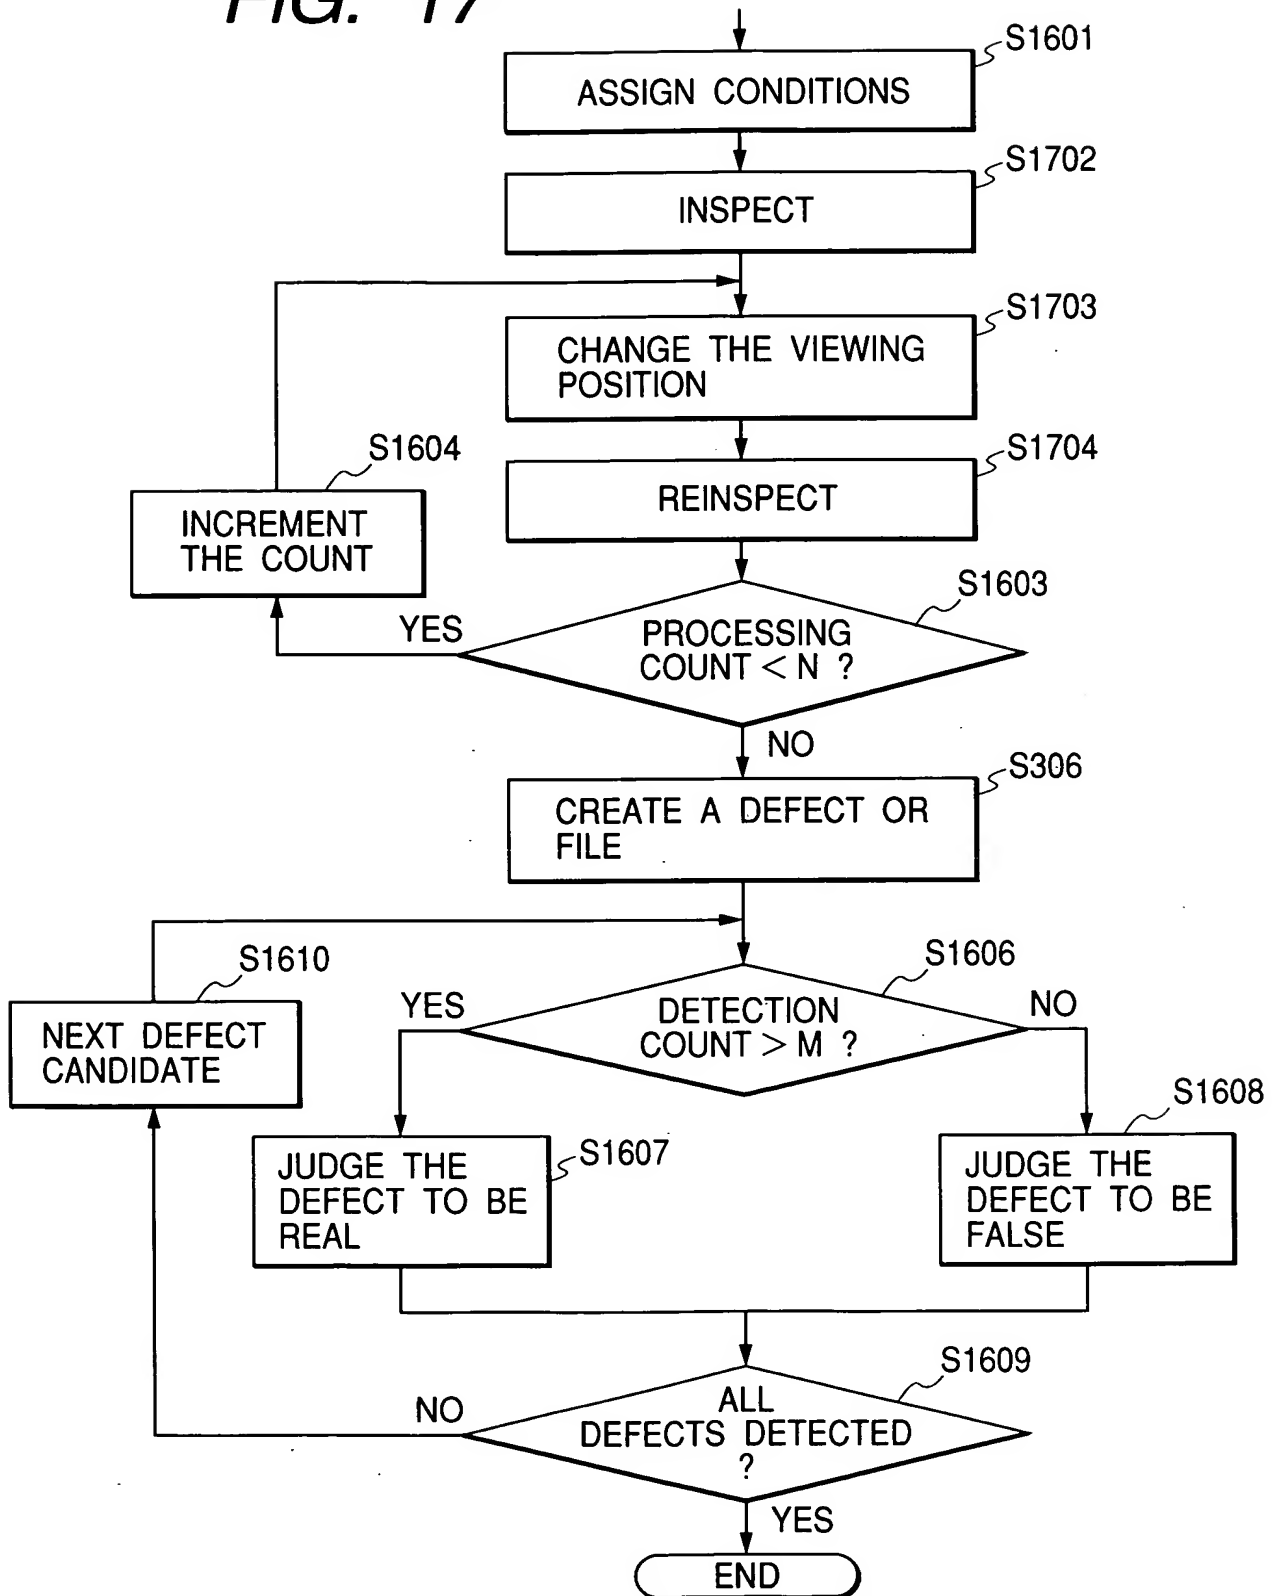 FIG. 17
S1601
ASSIGN CONDITIONS
S1702
INSPECT
S1703
CHANGE THE VIEWING
POSITION
S1704
REINSPECT
S1604
INCREMENT
THE COUNT
S1603
YES
PROCESSING
COUNT < N ?
NO
S306
CREATE A DEFECT OR
FILE
S1610
NEXT DEFECT
CANDIDATE
S1606
YES
DETECTION
COUNT > M ?
NO
S1607
JUDGE THE
DEFECT TO BE
REAL
S1608
JUDGE THE
DEFECT TO BE
FALSE
S1609
NO
ALL
DEFECTS DETECTED
?
YES
END